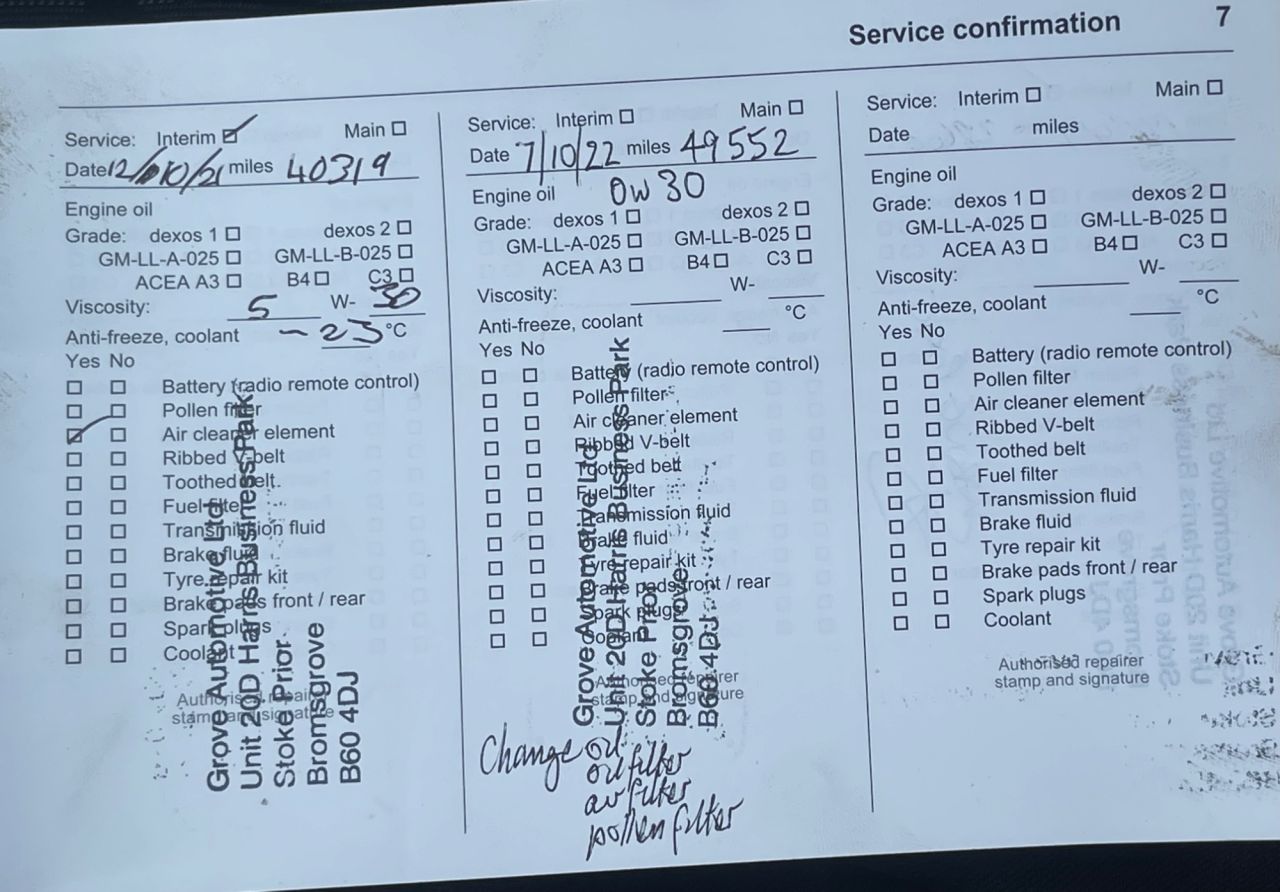 Service confirmation 7
Service: Interim ☑ Main ☐
Date 12/10/21 miles 40319
Engine oil
Grade: dexos 1 ☐ dexos 2 ☐
GM-LL-A-025 ☐ GM-LL-B-025 ☐
ACEA A3 ☐ B4 ☐ C3 ☐
Viscosity: 5 W- 30
Anti-freeze, coolant -25 °C
Yes No
☐ ☐ Battery (radio remote control)
☐ ☐ Pollen filter
☑ ☐ Air cleaner element
☐ ☐ Ribbed V-belt
☐ ☐ Toothed belt
☐ ☐ Fuel filter
☐ ☐ Transmission fluid
☐ ☐ Brake fluid
☐ ☐ Tyre repair kit
☐ ☐ Brake pads front / rear
☐ ☐ Spark plugs
☐ ☐ Coolant
Authorised repairer
stamp and signature
Grove Automotive Ltd
Unit 20D Harris Business Park
Stoke Prior
Bromsgrove
B60 4DJ
Service: Interim ☐ Main ☐
Date 7/10/22 miles 49552
Engine oil 0W30
Grade: dexos 1 ☐ dexos 2 ☐
GM-LL-A-025 ☐ GM-LL-B-025 ☐
ACEA A3 ☐ B4 ☐ C3 ☐
Viscosity: W-
Anti-freeze, coolant °C
Yes No
☐ ☐ Battery (radio remote control)
☐ ☐ Pollen filter
☐ ☐ Air cleaner element
☐ ☐ Ribbed V-belt
☐ ☐ Toothed belt
☐ ☐ Fuel filter
☐ ☐ Transmission fluid
☐ ☐ Brake fluid
☐ ☐ Tyre repair kit
☐ ☐ Brake pads front / rear
☐ ☐ Spark plugs
☐ ☐ Coolant
Authorised repairer
stamp and signature
Grove Automotive Ltd
Unit 20D Harris Business Park
Stoke Prior
Bromsgrove
B60 4DJ
Change oil
oil filter
air filter
pollen filter
Service: Interim ☐ Main ☐
Date miles
Engine oil
Grade: dexos 1 ☐ dexos 2 ☐
GM-LL-A-025 ☐ GM-LL-B-025 ☐
ACEA A3 ☐ B4 ☐ C3 ☐
Viscosity: W-
Anti-freeze, coolant °C
Yes No
☐ ☐ Battery (radio remote control)
☐ ☐ Pollen filter
☐ ☐ Air cleaner element
☐ ☐ Ribbed V-belt
☐ ☐ Toothed belt
☐ ☐ Fuel filter
☐ ☐ Transmission fluid
☐ ☐ Brake fluid
☐ ☐ Tyre repair kit
☐ ☐ Brake pads front / rear
☐ ☐ Spark plugs
☐ ☐ Coolant
Authorised repairer
stamp and signature